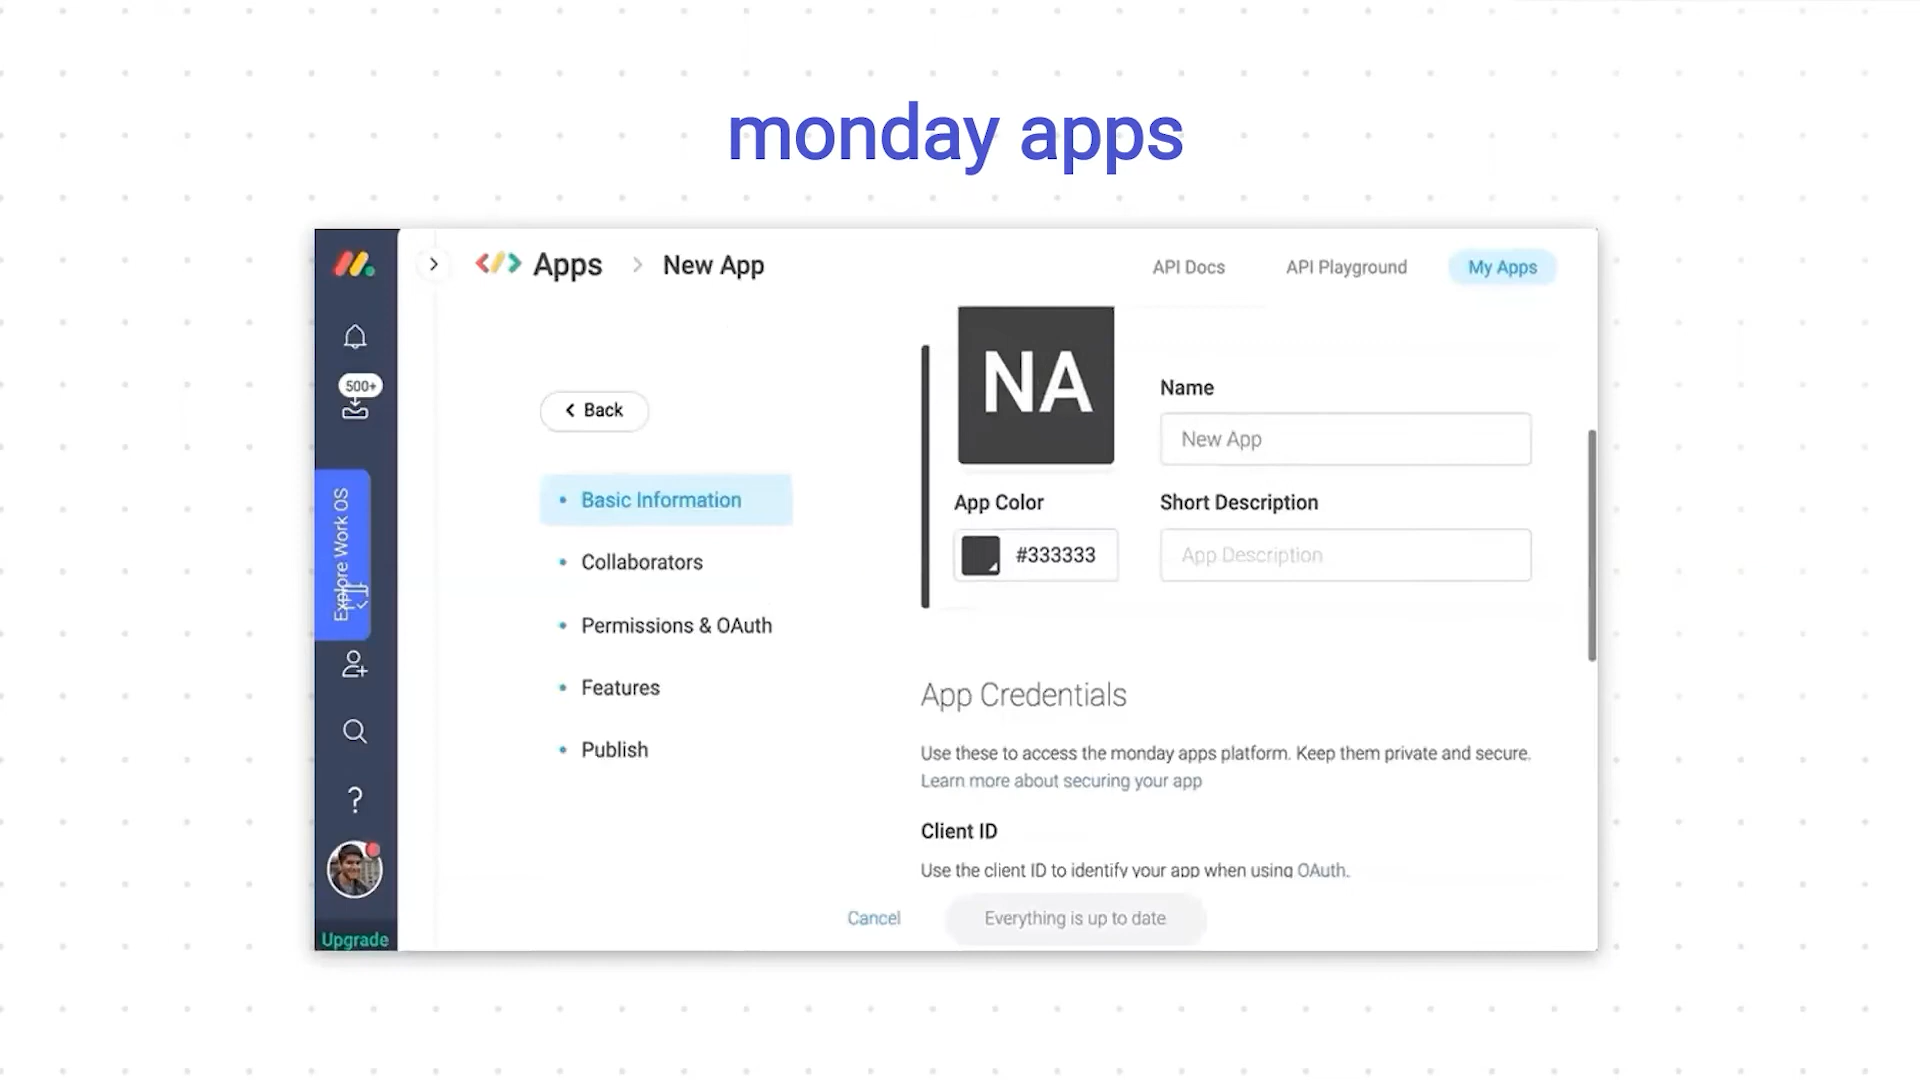 monday apps
Apps > New App
API Docs
API Playground
My Apps
500+
Explore Work OS
Upgrade
Back
Basic Information
Collaborators
Permissions & OAuth
Features
Publish
NA
Name
New App
App Color
#333333
Short Description
App Description
App Credentials
Use these to access the monday apps platform. Keep them private and secure.
Learn more about securing your app
Client ID
Use the client ID to identify your app when using OAuth.
Cancel
Everything is up to date